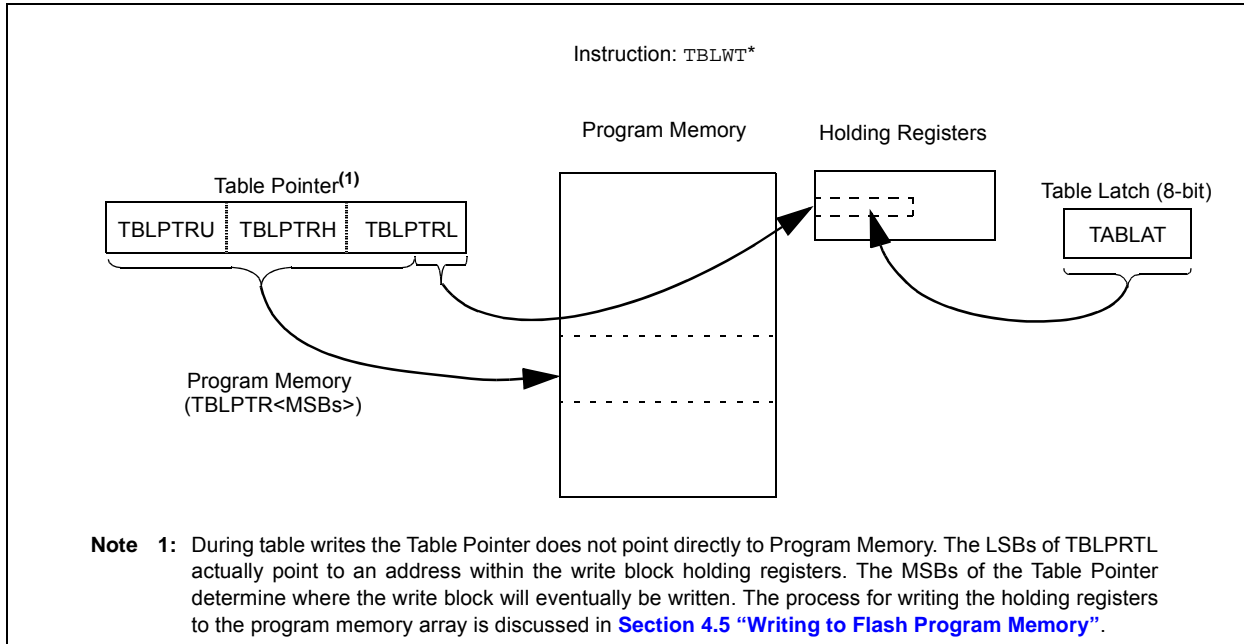 Instruction: TBLWT*
Program Memory
Holding Registers
Table Pointer(1)
Table Latch (8-bit)
TBLPTRU TBLPTRH TBLPTRL
TABLAT
Program Memory
(TBLPTR<MSBs>)
Note 1: During table writes the Table Pointer does not point directly to Program Memory. The LSBs of TBLPRTL
actually point to an address within the write block holding registers. The MSBs of the Table Pointer
determine where the write block will eventually be written. The process for writing the holding registers
to the program memory array is discussed in Section 4.5 “Writing to Flash Program Memory”.